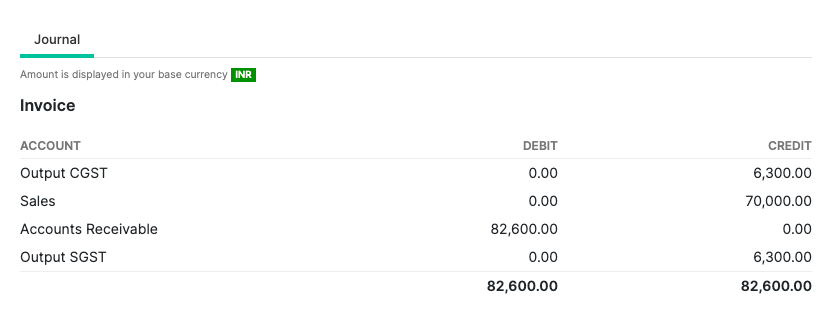 Journal
Amount is displayed in your base currency INR
Invoice
ACCOUNT DEBIT CREDIT
Output CGST 0.00 6,300.00
Sales 0.00 70,000.00
Accounts Receivable 82,600.00 0.00
Output SGST 0.00 6,300.00
82,600.00 82,600.00